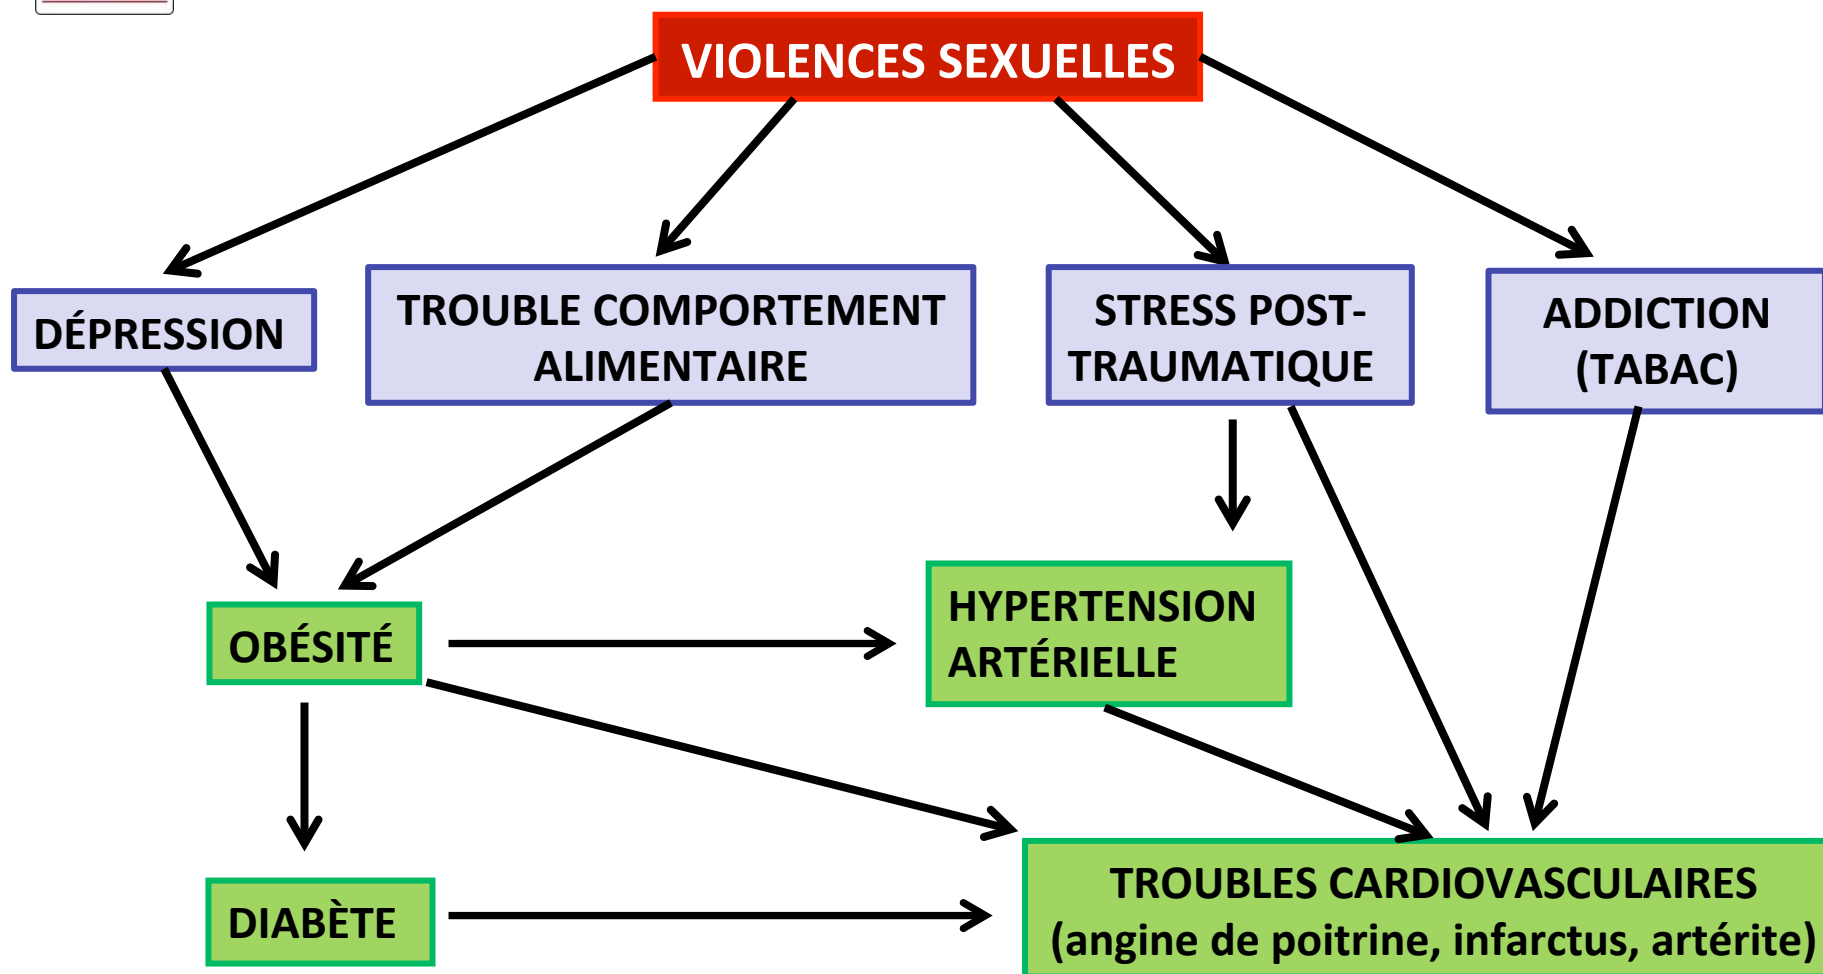 VIOLENCES SEXUELLES
DÉPRESSION
TROUBLE COMPORTEMENT
ALIMENTAIRE
STRESS POST-
TRAUMATIQUE
ADDICTION
(TABAC)
OBÉSITÉ
HYPERTENSION
ARTÉRIELLE
DIABÈTE
TROUBLES CARDIOVASCULAIRES
(angine de poitrine, infarctus, artérite)